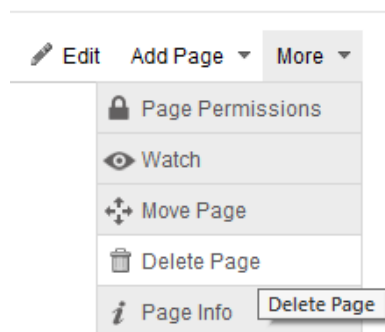 Edit Add Page More
Page Permissions
Watch
Move Page
Delete Page
Page Info
Delete Page